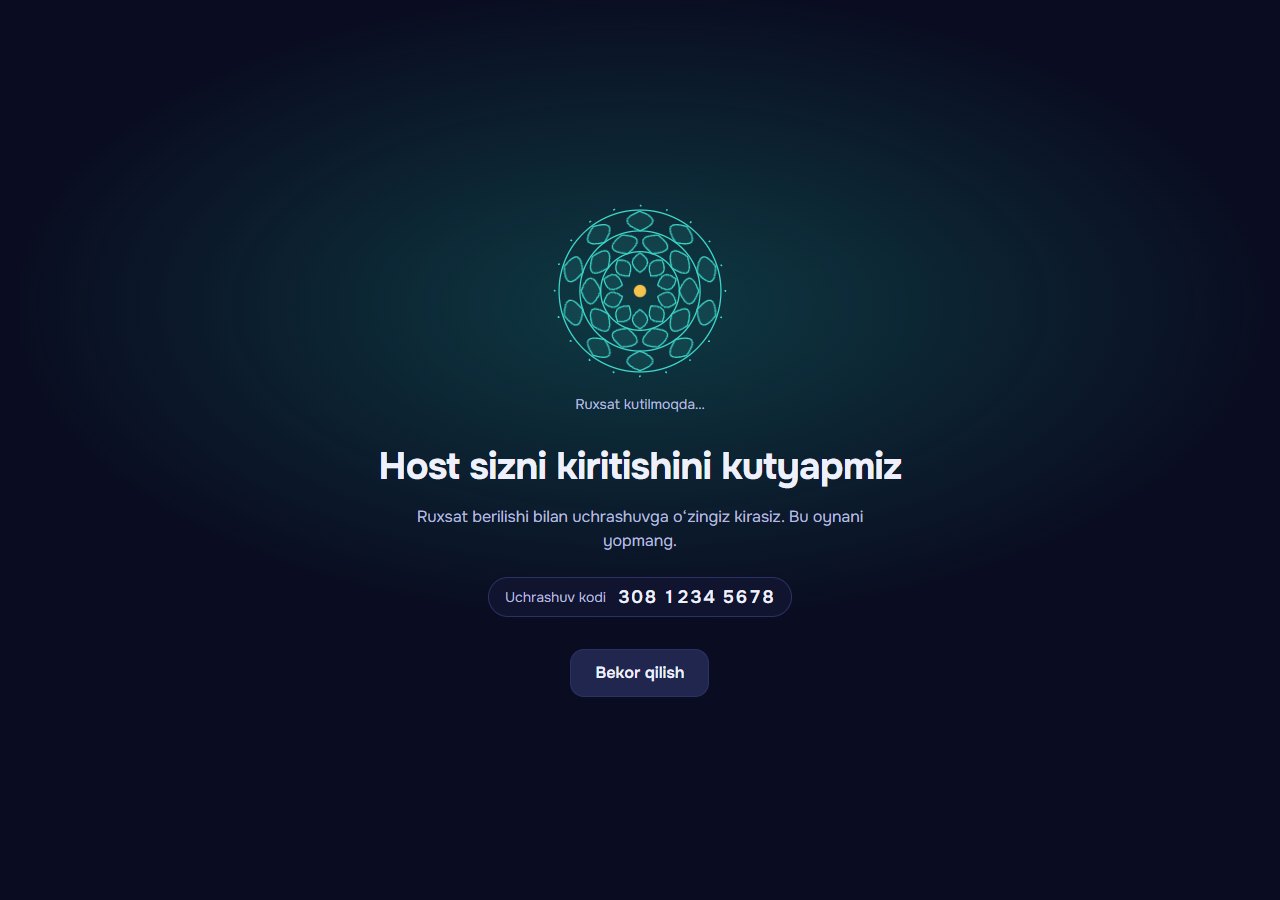 Ruxsat kutilmoqda...
Host sizni kiritishini kutyapmiz
Ruxsat berilishi bilan uchrashuvga o‘zingiz kirasiz. Bu oynani
yopmang.
Uchrashuv kodi 308 1234 5678
Bekor qilish